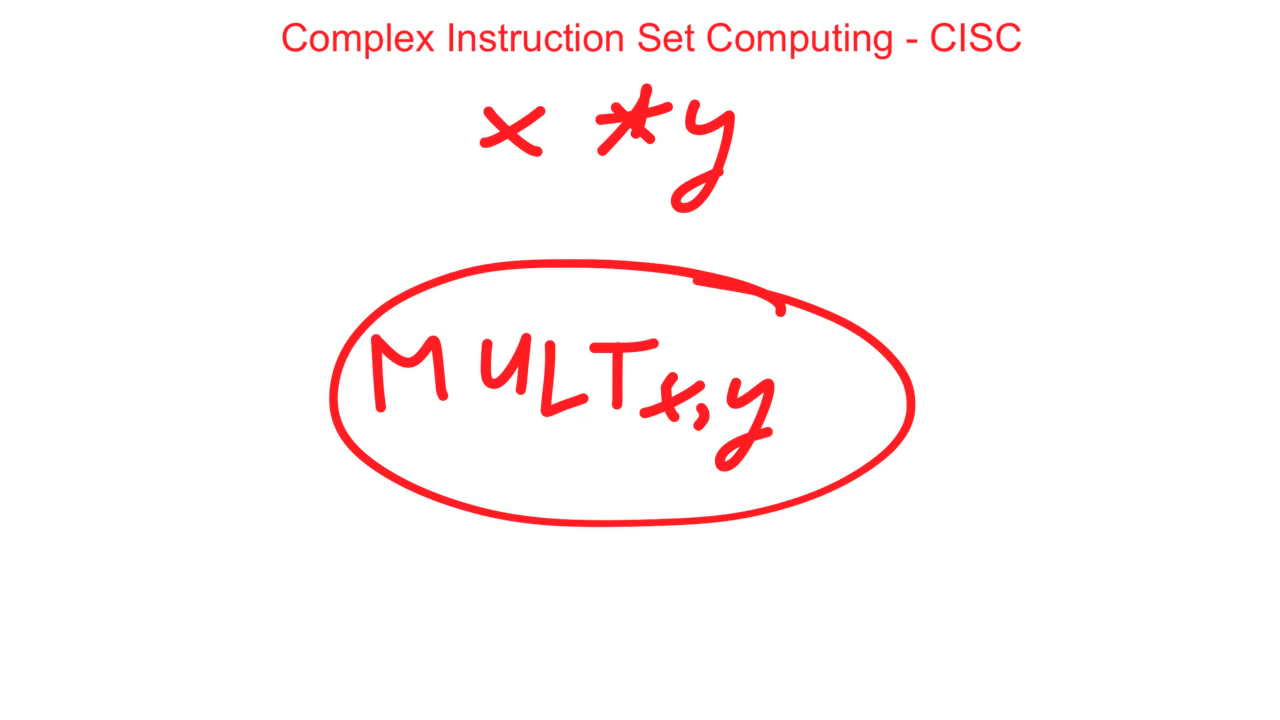 Complex Instruction Set Computing - CISC
x * y
MULT x, y